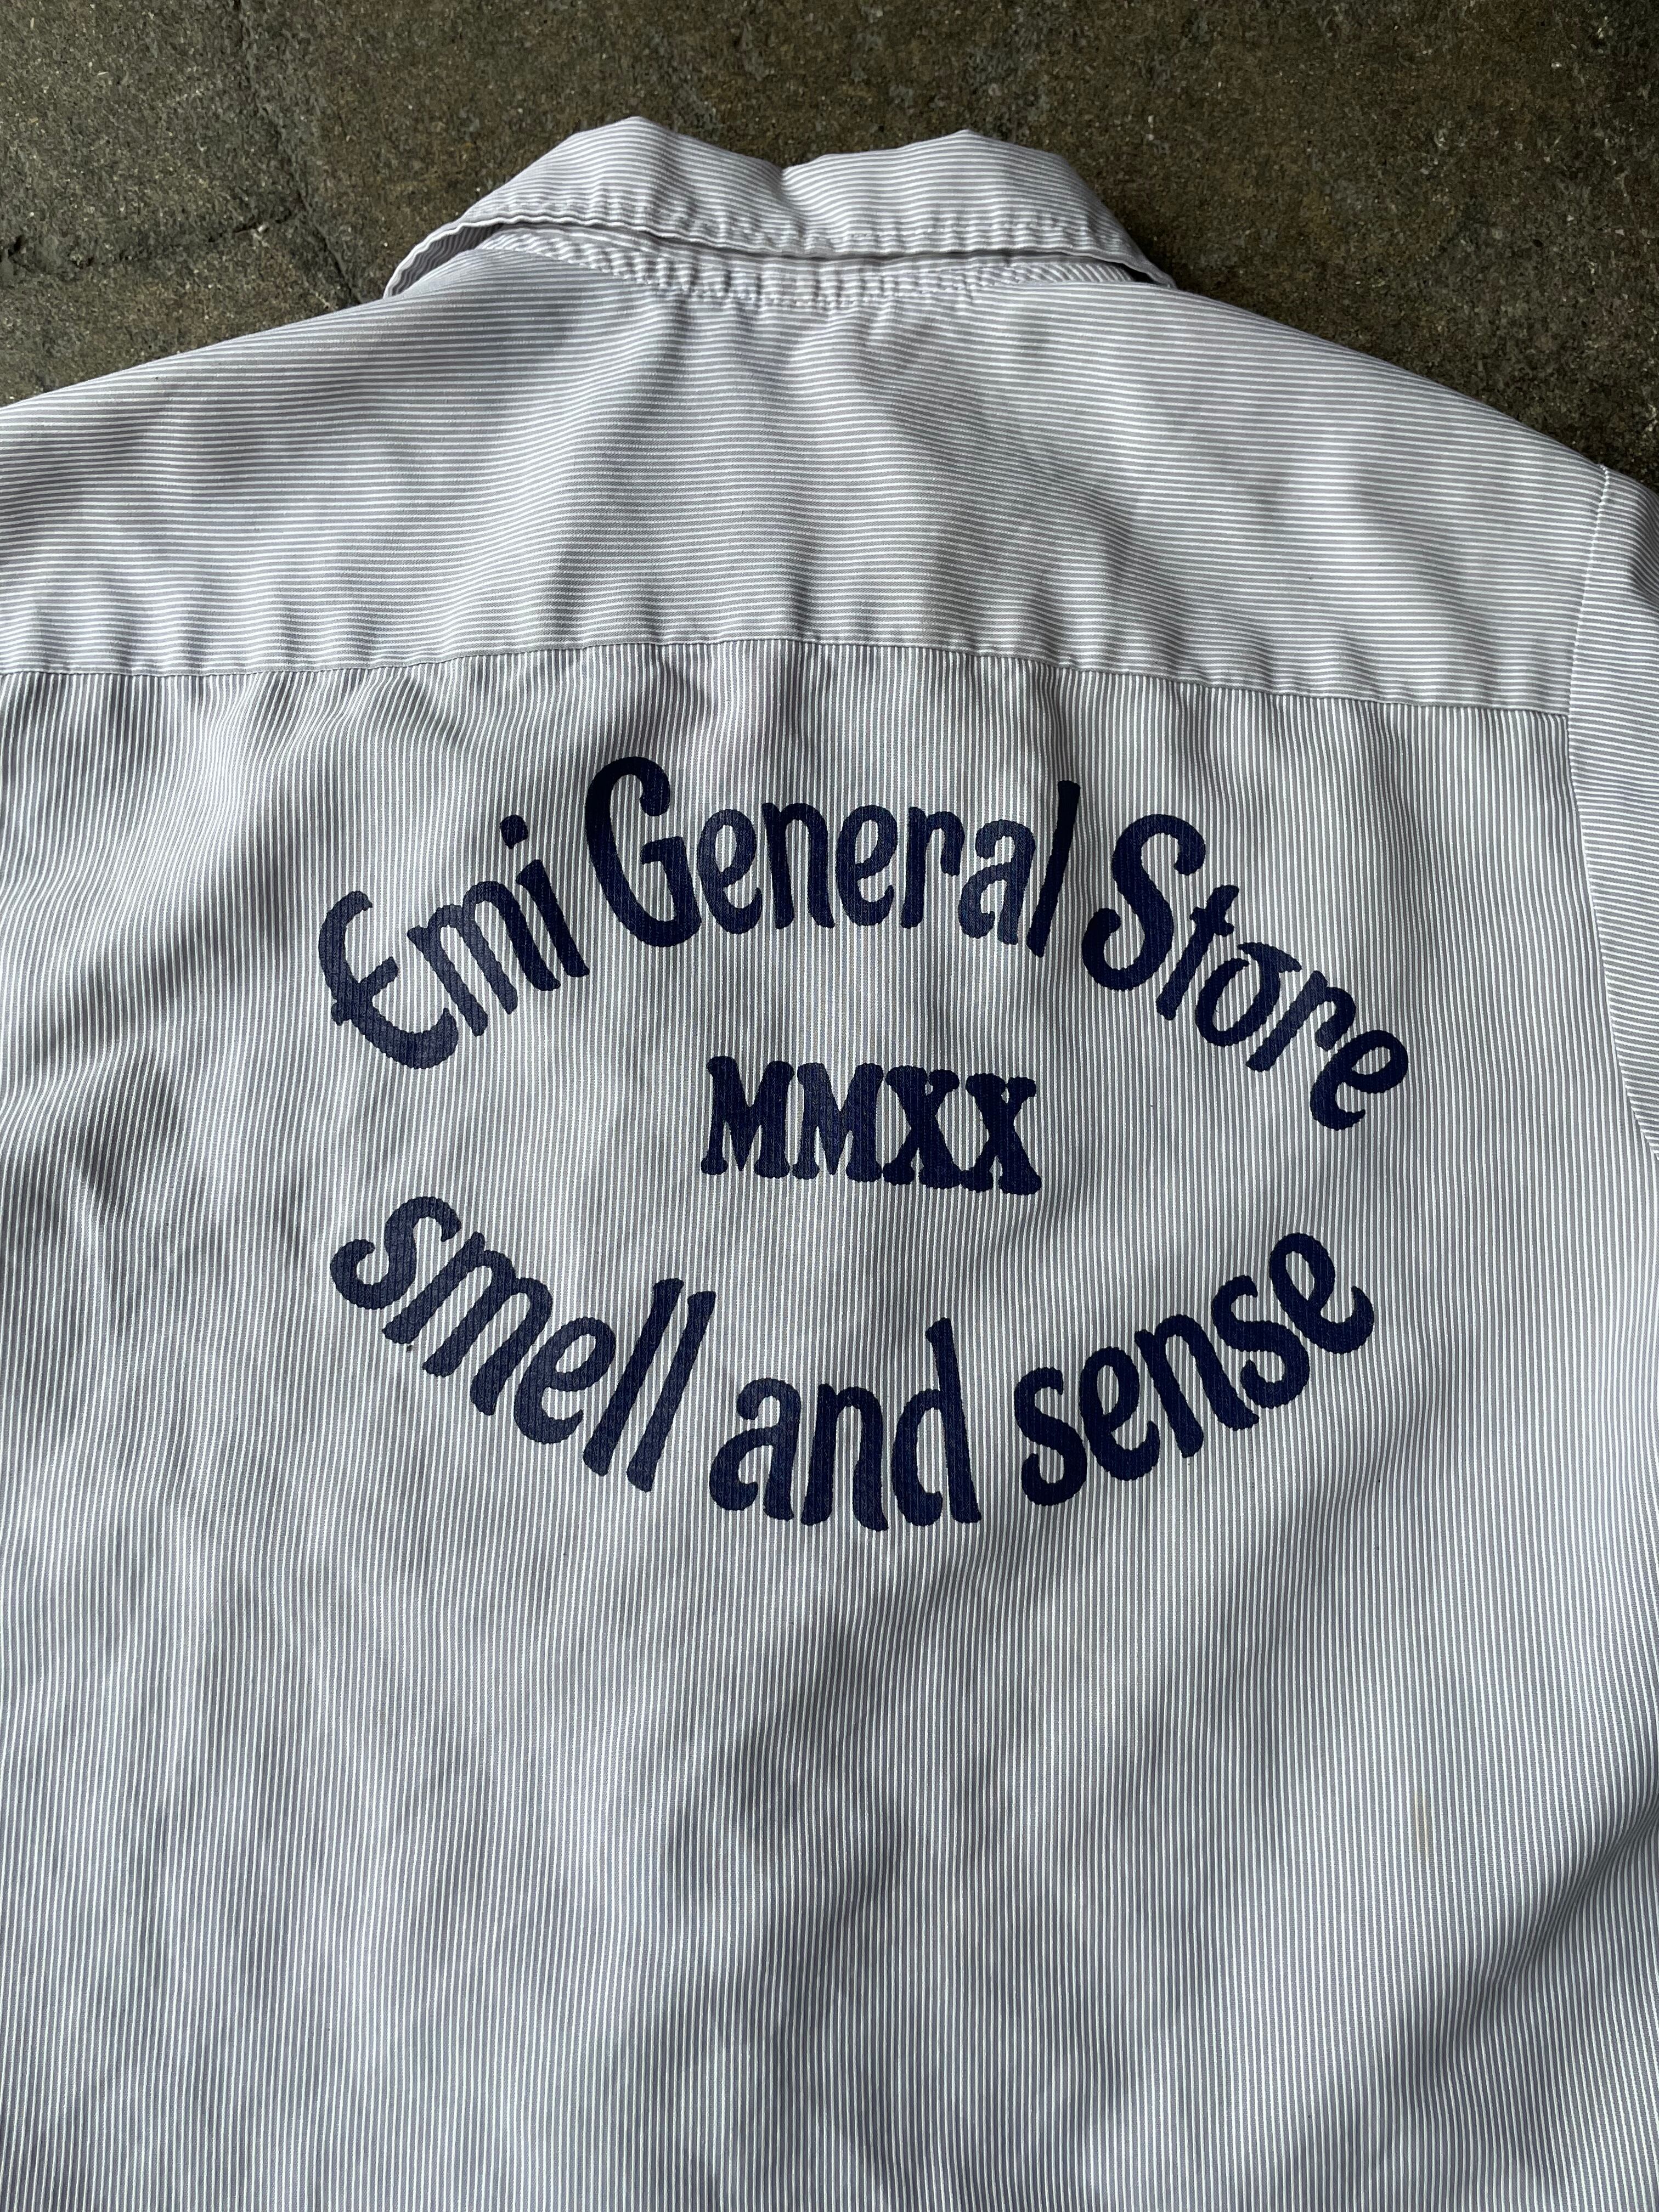 Emi General Store
MMXX
smell and sense